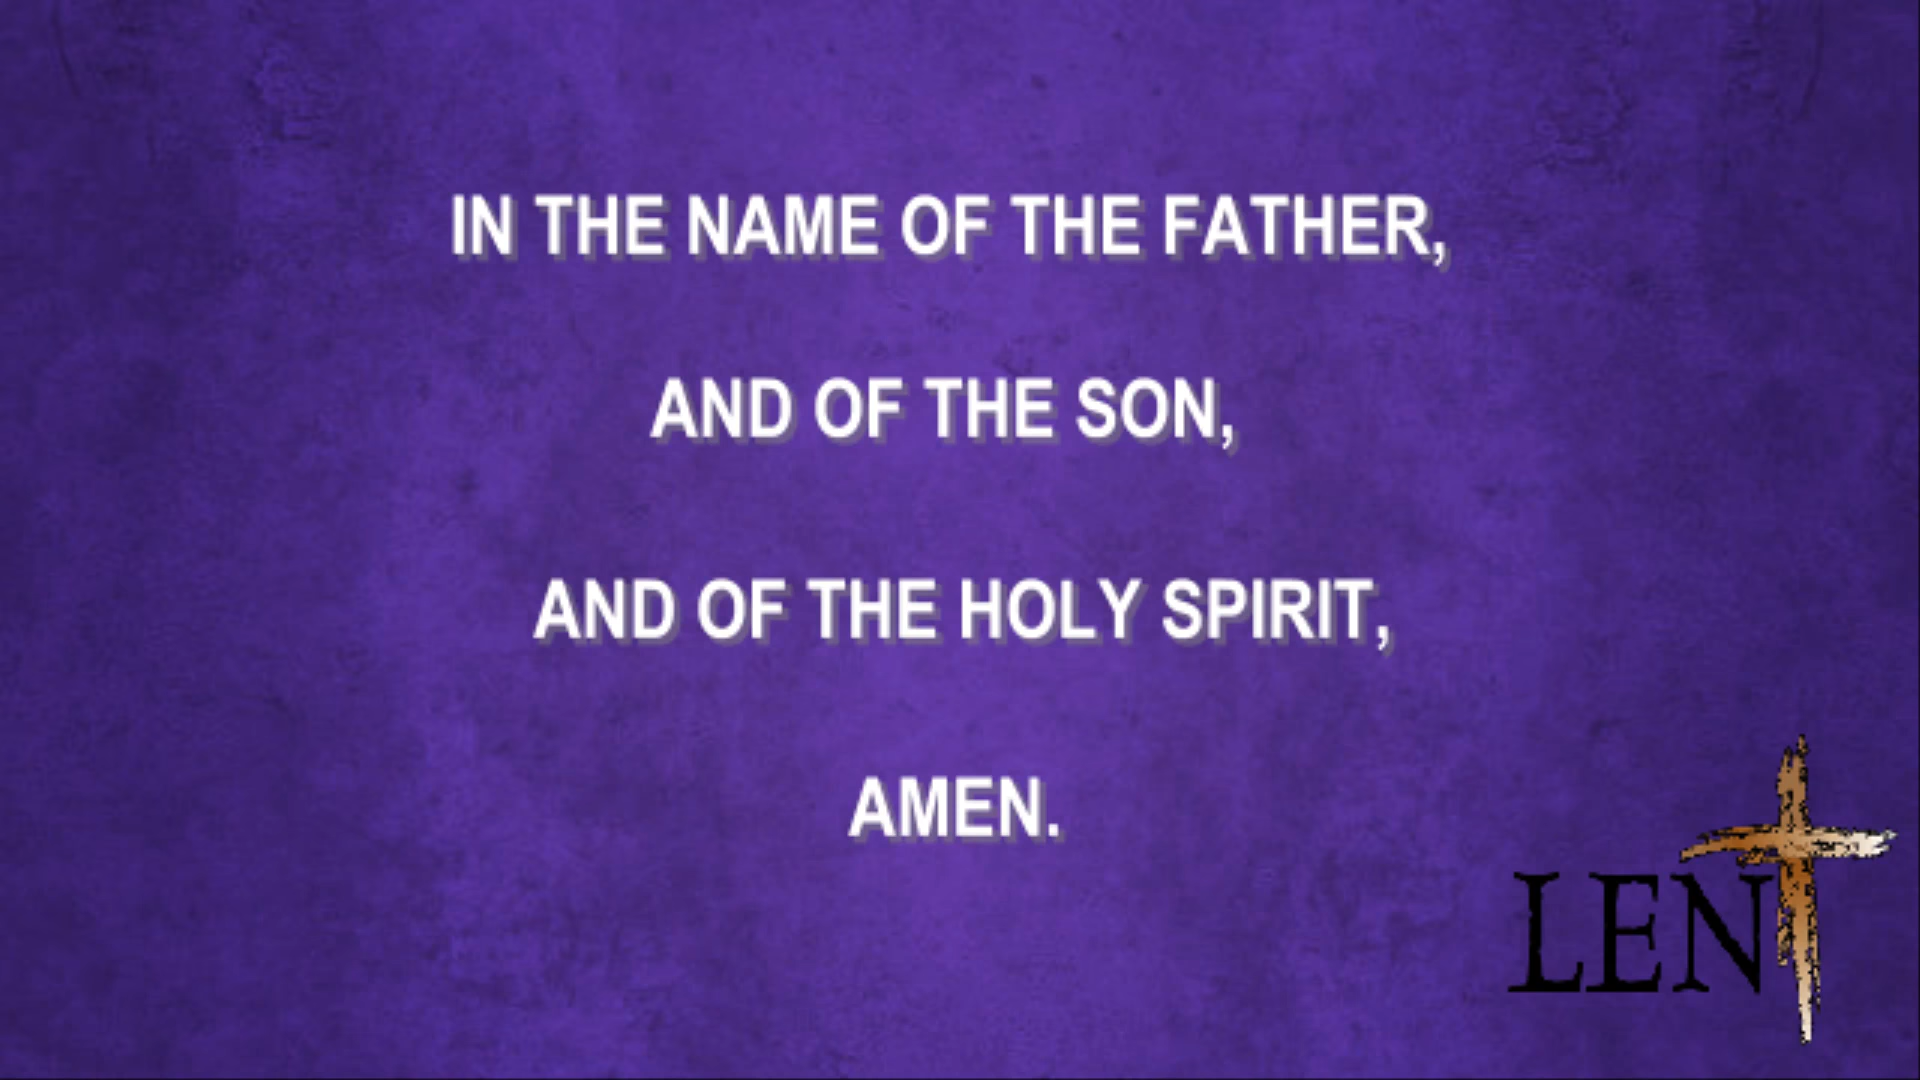 IN THE NAME OF THE FATHER,
AND OF THE SON,
AND OF THE HOLY SPIRIT,
AMEN.
LENT